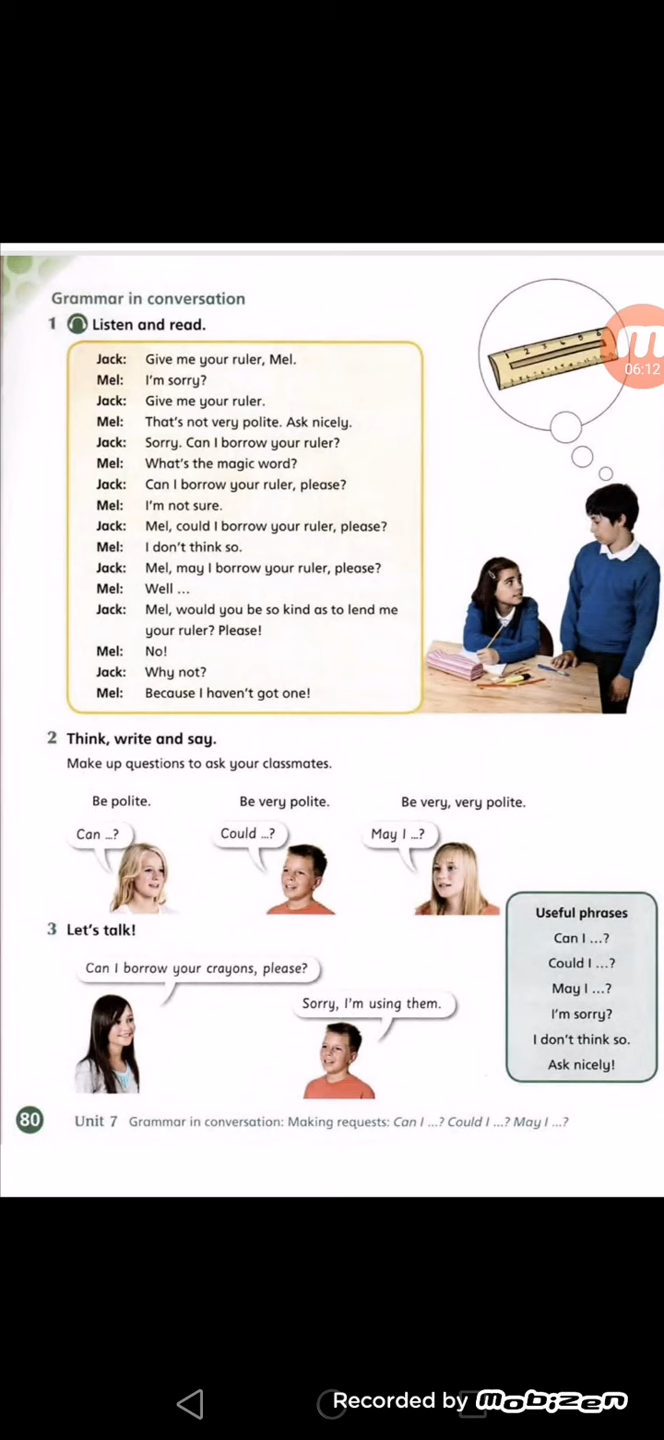 Grammar in conversation
1 Listen and read.
Jack: Give me your ruler, Mel.
Mel: I'm sorry?
Jack: Give me your ruler.
Mel: That's not very polite. Ask nicely.
Jack: Sorry. Can I borrow your ruler?
Mel: What's the magic word?
Jack: Can I borrow your ruler, please?
Mel: I'm not sure.
Jack: Mel, could I borrow your ruler, please?
Mel: I don't think so.
Jack: Mel, may I borrow your ruler, please?
Mel: Well ...
Jack: Mel, would you be so kind as to lend me
your ruler? Please!
Mel: No!
Jack: Why not?
Mel: Because I haven't got one!
06:12
2 Think, write and say.
Make up questions to ask your classmates.
Be polite. Be very polite. Be very, very polite.
Can ...? Could ...? May I ...?
3 Let's talk!
Can I borrow your crayons, please?
Sorry, I'm using them.
Useful phrases
Can I ...?
Could I ...?
May I ...?
I'm sorry?
I don't think so.
Ask nicely!
80 Unit 7 Grammar in conversation: Making requests: Can I ...? Could I ...? May I ...?
Recorded by mobizen